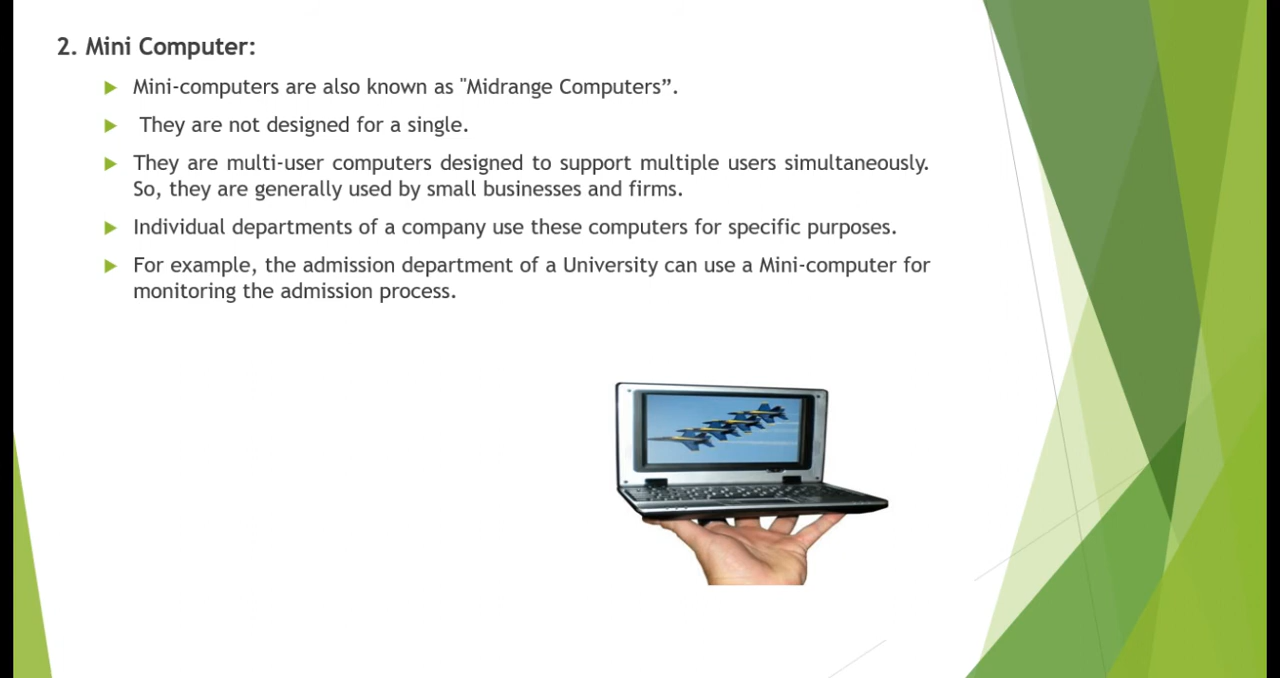 2. Mini Computer:
Mini-computers are also known as "Midrange Computers”.
They are not designed for a single.
They are multi-user computers designed to support multiple users simultaneously.
So, they are generally used by small businesses and firms.
Individual departments of a company use these computers for specific purposes.
For example, the admission department of a University can use a Mini-computer for
monitoring the admission process.